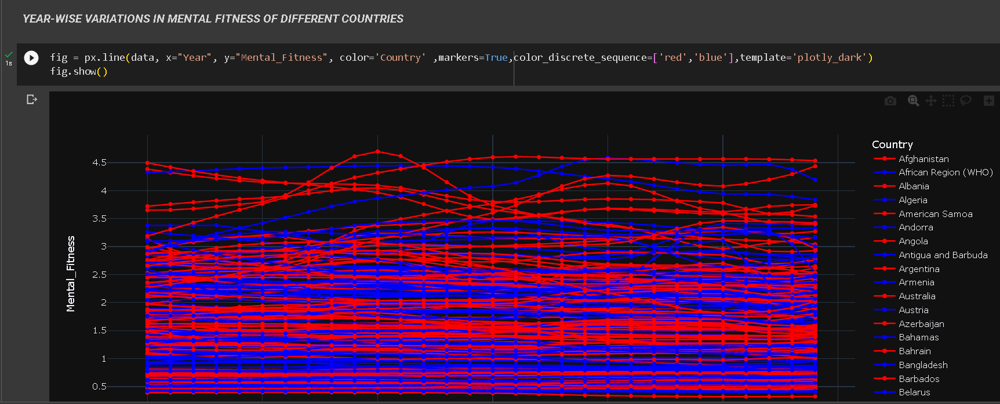 YEAR-WISE VARIATIONS IN MENTAL FITNESS OF DIFFERENT COUNTRIES
1s
fig = px.line(data, x="Year", y="Mental_Fitness", color='Country' ,markers=True,color_discrete_sequence=['red','blue'],template='plotly_dark')
fig.show()
Country
Afghanistan
African Region (WHO)
Albania
Algeria
American Samoa
Andorra
Angola
Antigua and Barbuda
Argentina
Armenia
Australia
Austria
Azerbaijan
Bahamas
Bahrain
Bangladesh
Barbados
Belarus
Mental_Fitness
4.5
4
3.5
3
2.5
2
1.5
1
0.5